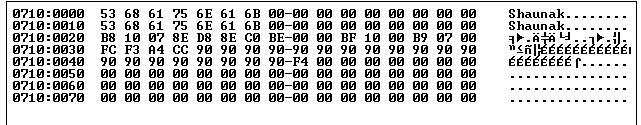 0710:0000 53 68 61 75 6E 61 6B 00-00 00 00 00 00 00 00 00 Shaunak.........
0710:0010 53 68 61 75 6E 61 6B 00-00 00 00 00 00 00 00 00 Shaunak.........
0710:0020 B8 10 07 8E D8 8E C0 BE-00 00 BF 10 00 B9 07 00
0710:0030 FC F3 A4 CC 90 90 90 90-90 90 90 90 90 90 90 90 ⁿ≤ñ╠ÉÉÉÉÉÉÉÉÉÉÉÉ
0710:0040 90 90 90 90 90 90 90-F4 00 00 00 00 00 00 00 ÉÉÉÉÉÉÉ⌠........
0710:0050 00 00 00 00 00 00 00 00-00 00 00 00 00 00 00 00 ................
0710:0060 00 00 00 00 00 00 00 00-00 00 00 00 00 00 00 00 ................
0710:0070 00 00 00 00 00 00 00 00-00 00 00 00 00 00 00 00 ................